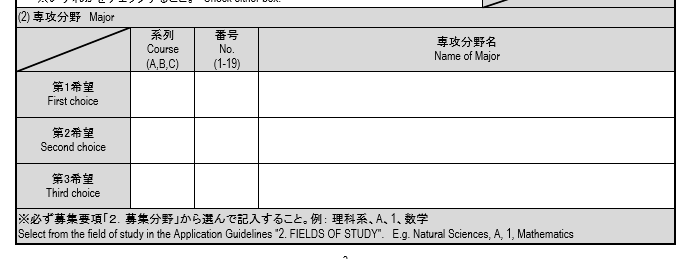 (2) 専攻分野 Major
系列
Course
(A,B,C)
番号
No.
(1-19)
専攻分野名
Name of Major
第1希望
First choice
第2希望
Second choice
第3希望
Third choice
※必ず募集要項「2. 募集分野」から選んで記入すること。例: 理科系、A、1、数学
Select from the field of study in the Application Guidelines "2. FIELDS OF STUDY". E.g. Natural Sciences, A, 1, Mathematics